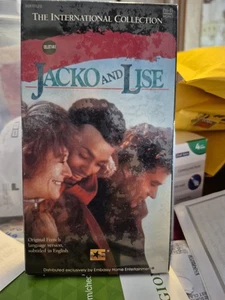 THE INTERNATIONAL COLLECTION
JACKO AND LISE
Original French
language version,
subtitled in English.
Distributed exclusively by Embassy Home Entertainment